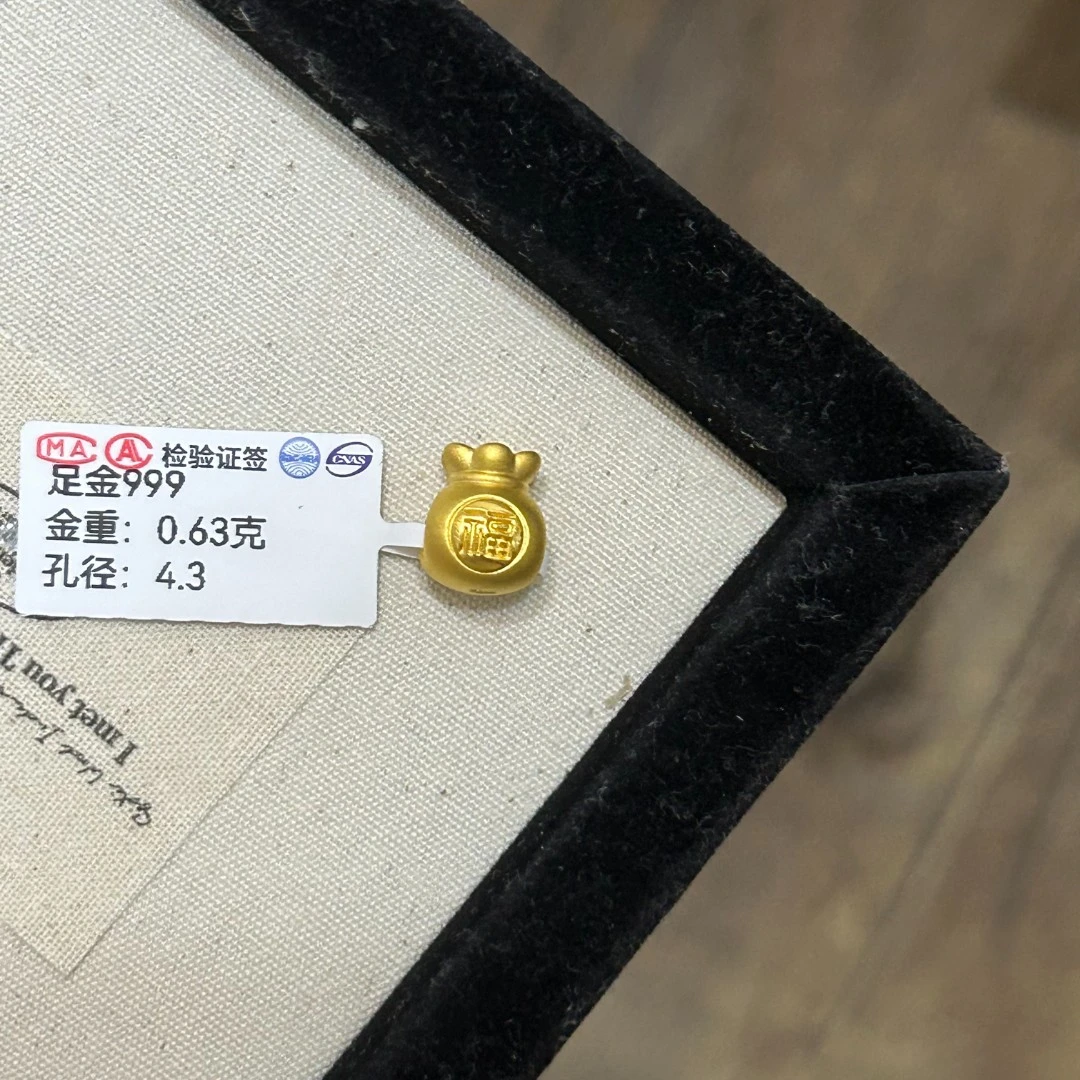 MA AL 检验证签 CNAS
足金999
金重：0.63克
孔径：4.3
福
I met you